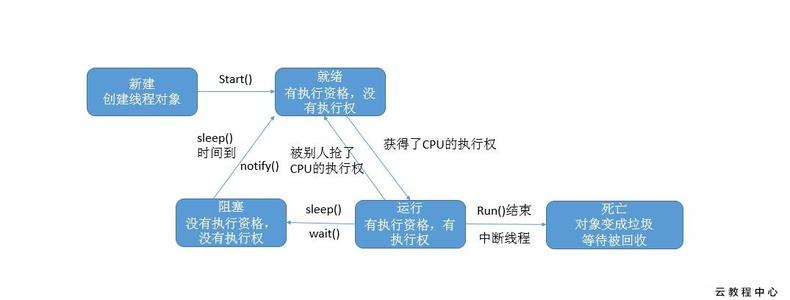 新建
创建线程对象
Start()
就绪
有执行资格，没
有执行权
sleep()
时间到
notify()
被别人抢了
CPU的执行权
获得了CPU的执行权
阻塞
没有执行资格，
没有执行权
sleep()
wait()
运行
有执行资格，有
执行权
Run()结束
中断线程
死亡
对象变成垃圾
等待被回收
云教程中心